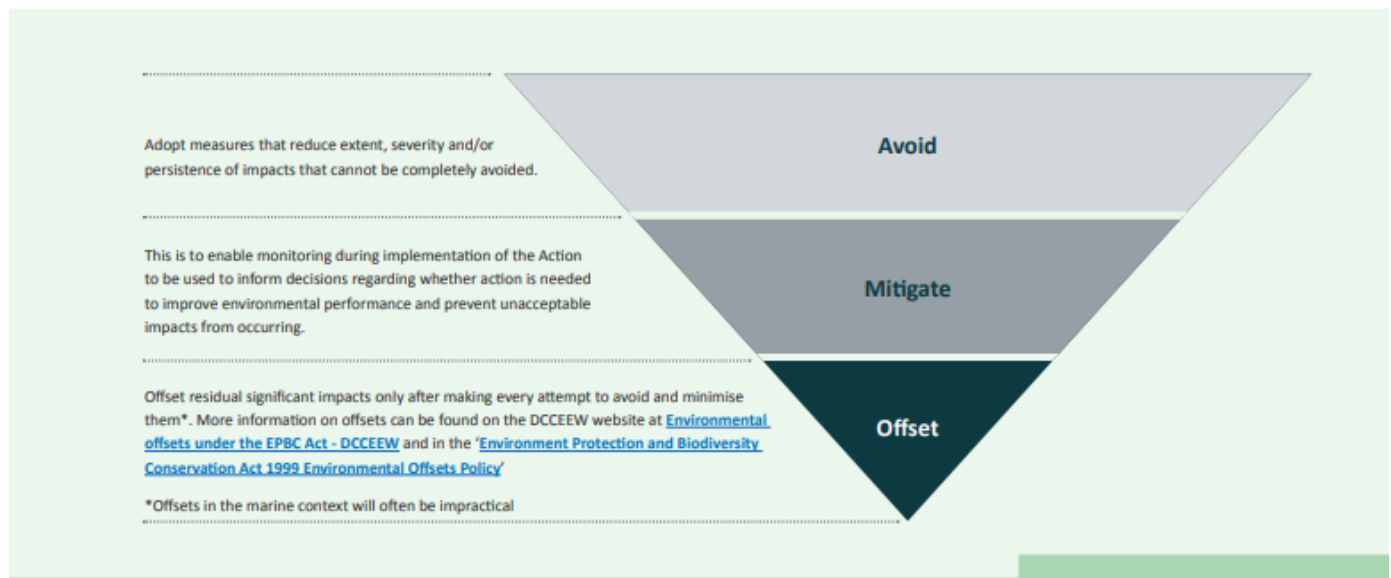 Adopt measures that reduce extent, severity and/or
persistence of impacts that cannot be completely avoided.
Avoid
This is to enable monitoring during implementation of the Action
to be used to inform decisions regarding whether action is needed
to improve environmental performance and prevent unacceptable
impacts from occurring.
Mitigate
Offset residual significant impacts only after making every attempt to avoid and minimise
them*. More information on offsets can be found on the DCCEEW website at Environmental
offsets under the EPBC Act - DCCEEW and in the ‘Environment Protection and Biodiversity
Conservation Act 1999 Environmental Offsets Policy’
*Offsets in the marine context will often be impractical
Offset